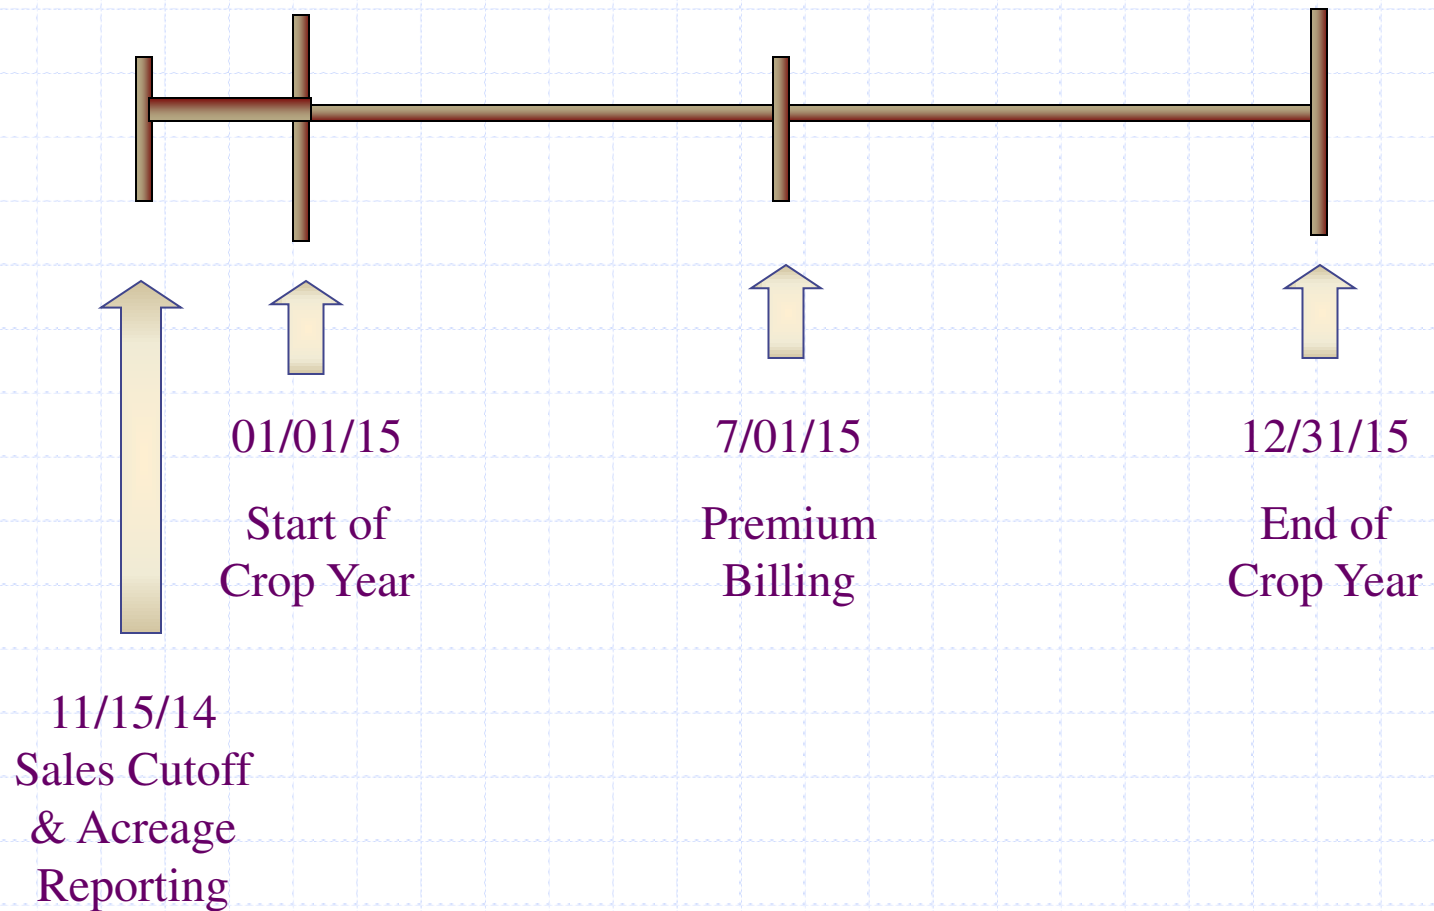 01/01/15
Start of
Crop Year
7/01/15
Premium
Billing
12/31/15
End of
Crop Year
11/15/14
Sales Cutoff
& Acreage
Reporting